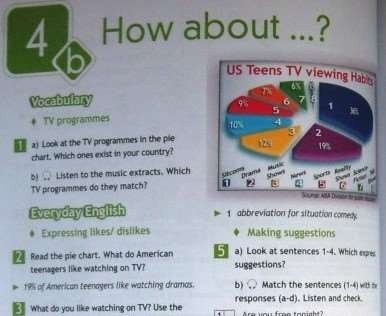 4 b
How about ...?
Vocabulary
♦ TV programmes
1 a) Look at the TV programmes in the pie
chart. Which ones exist in your country?
b) Listen to the music extracts. Which
TV programmes do they match?
Everyday English
♦ Expressing likes/ dislikes
2 Read the pie chart. What do American
teenagers like watching on TV?
► 19% of American teenagers like watching dramas.
3 What do you like watching on TV? Use the
US Teens TV viewing Habits
1 36%
2 19%
3 12%
4 10%
5 9%
6 7%
7 6%
8
Sitcoms Drama Music Shows News Sports Reality Shows Science Fiction
1 2 3 4 5 6 7
► 1 abbreviation for situation comedy.
♦ Making suggestions
5 a) Look at sentences 1-4. Which express
suggestions?
b) Match the sentences (1-4) with the
responses (a-d). Listen and check.
1 Are you free tonight?